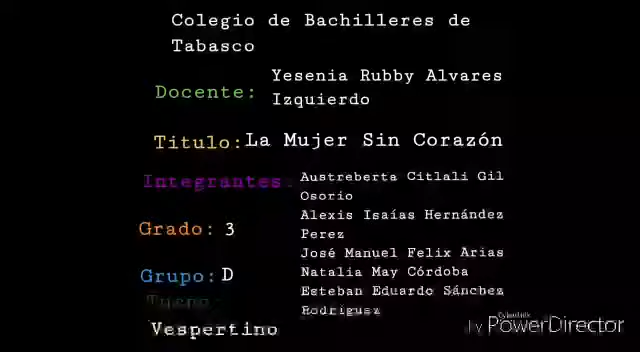 Colegio de Bachilleres de
Tabasco
Docente: Yesenia Rubby Alvares
Izquierdo
Titulo: La Mujer Sin Corazón
Integrantes: Austreberta Citlali Gil
Osorio
Alexis Isaías Hernández
Perez
José Manuel Felix Arias
Natalia May Córdoba
Esteban Eduardo Sánchez
Rodriguez
Grado: 3
Grupo: D
Vespertino
PowerDirector